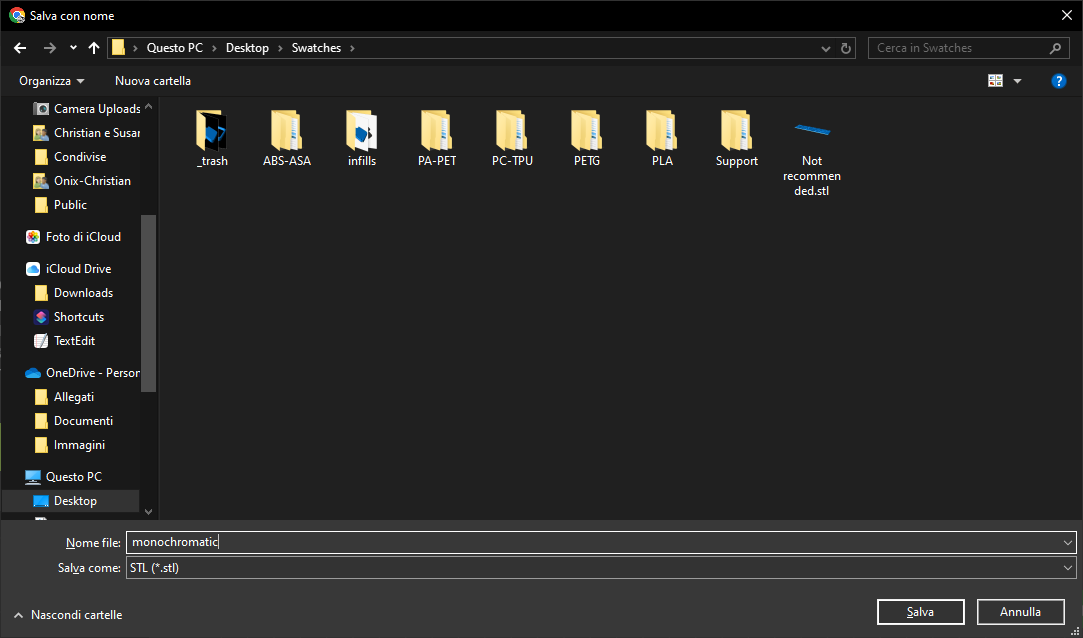 Salva con nome
Questo PC
Desktop
Swatches
Cerca in Swatches
Organizza
Nuova cartella
?
Camera Uploads
Christian e Susar
Condivise
Onix-Christian
Public
Foto di iCloud
iCloud Drive
Downloads
Shortcuts
TextEdit
OneDrive - Person
Allegati
Documenti
Immagini
Questo PC
Desktop
_trash
ABS-ASA
infills
PA-PET
PC-TPU
PETG
PLA
Support
Not
recommen
ded.stl
Nome file:
monochromatic
Salva come:
STL (*.stl)
Nascondi cartelle
Salva
Annulla